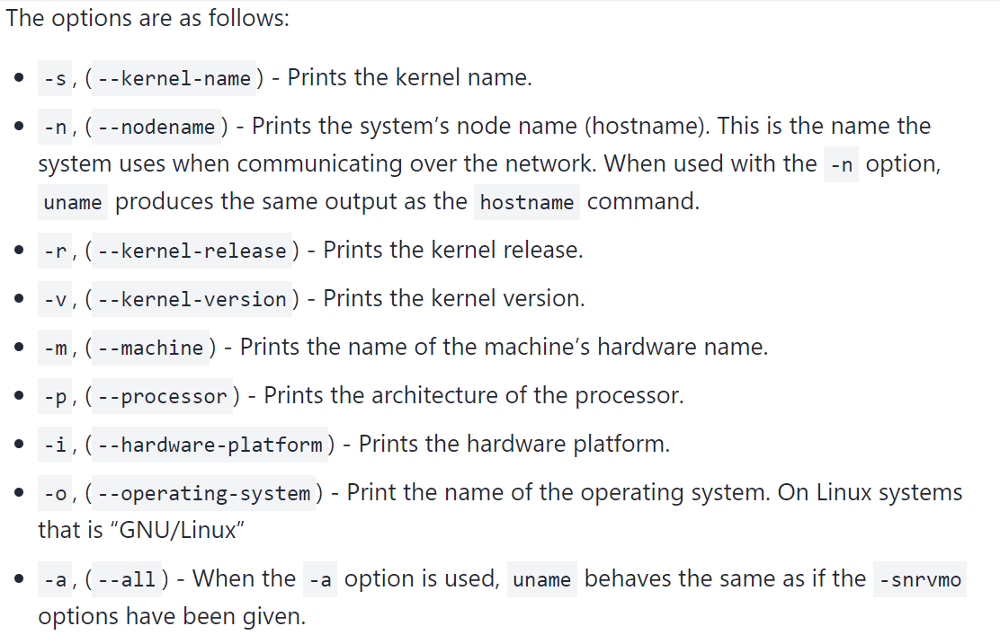 The options are as follows:
• -s, (--kernel-name) - Prints the kernel name.
• -n, (--nodename) - Prints the system’s node name (hostname). This is the name the
system uses when communicating over the network. When used with the -n option,
uname produces the same output as the hostname command.
• -r, (--kernel-release) - Prints the kernel release.
• -v, (--kernel-version) - Prints the kernel version.
• -m, (--machine) - Prints the name of the machine’s hardware name.
• -p, (--processor) - Prints the architecture of the processor.
• -i, (--hardware-platform) - Prints the hardware platform.
• -o, (--operating-system) - Print the name of the operating system. On Linux systems
that is “GNU/Linux”
• -a, (--all) - When the -a option is used, uname behaves the same as if the -snrvmo
options have been given.